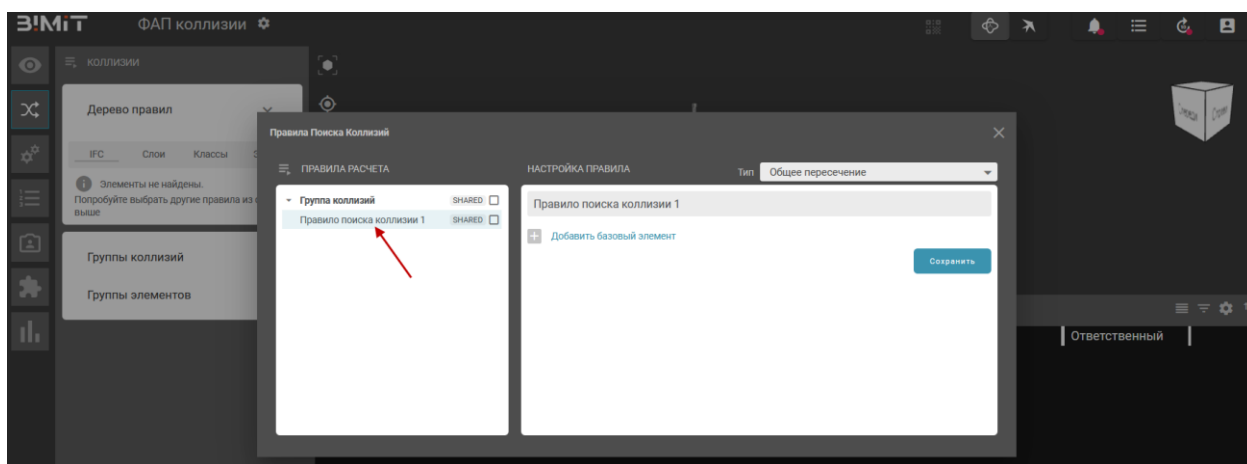 B!MiT
ФАП коллизии
КОЛЛИЗИИ
Дерево правил
IFC Слои Классы
Элементы не найдены.
Попробуйте выбрать другие правила из
выше
Группы коллизий
Группы элементов
Правила Поиска Коллизий
ПРАВИЛА РАСЧЕТА
Группа коллизий SHARED
Правило поиска коллизии 1 SHARED
НАСТРОЙКА ПРАВИЛА
Тип Общее пересечение
Правило поиска коллизии 1
Добавить базовый элемент
Сохранить
Ответственный